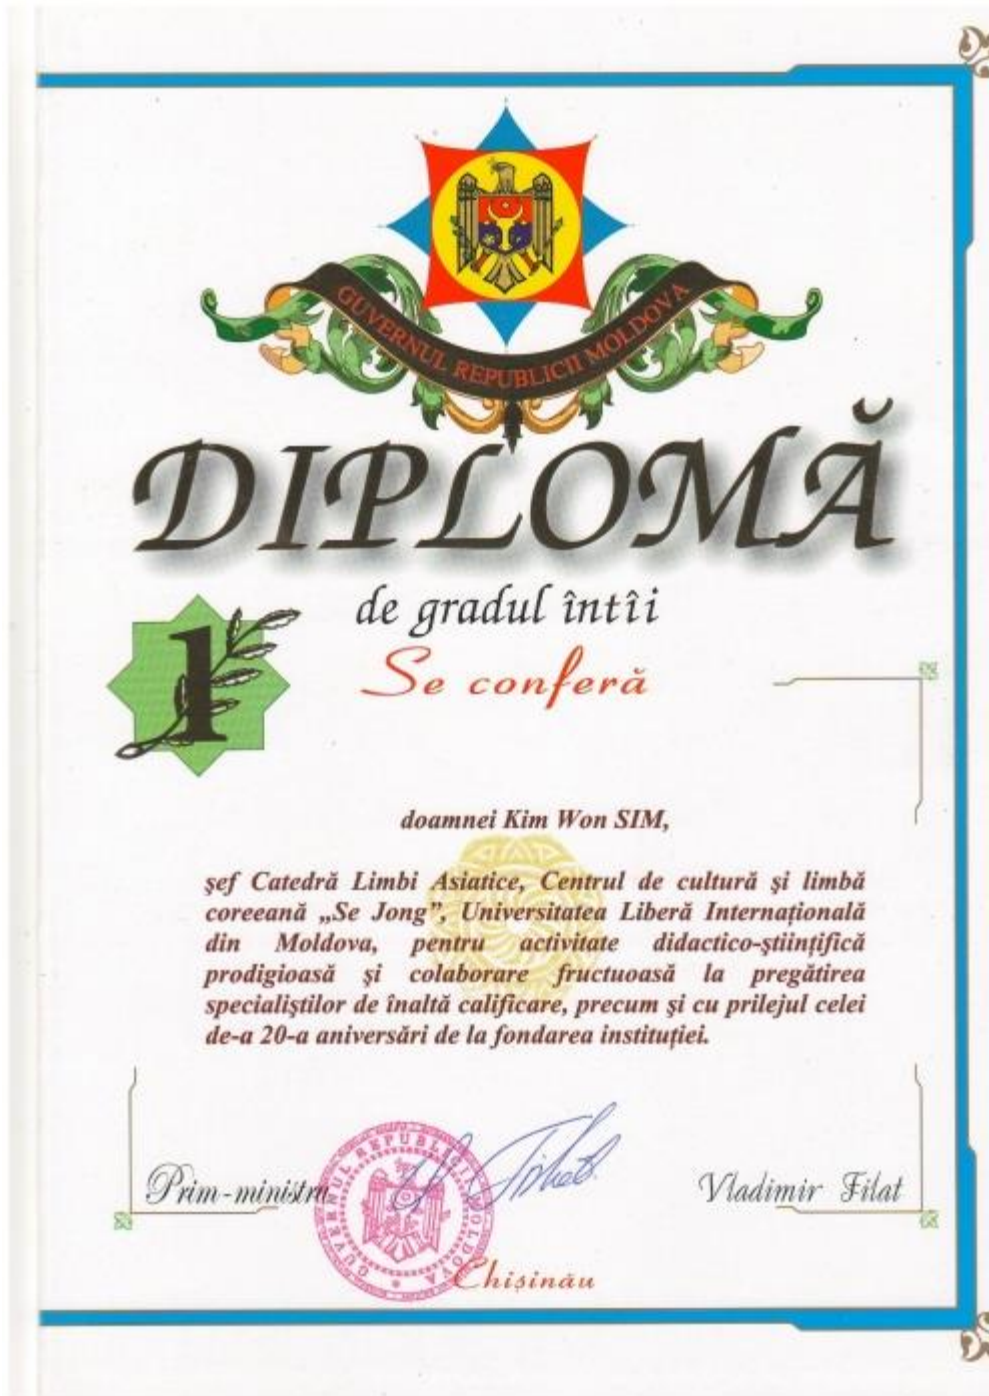 GUVERNUL REPUBLICII MOLDOVA
DIPLOMĂ
de gradul întîi
1
Se conferă
doamnei Kim Won SIM,
şef Catedră Limbi Asiatice, Centrul de cultură şi limbă
coreeană „Se Jong”, Universitatea Liberă Internaţională
din Moldova, pentru activitate didactico-ştiinţifică
prodigioasă şi colaborare fructuoasă la pregătirea
specialiştilor de înaltă calificare, precum şi cu prilejul celei
de-a 20-a aniversări de la fondarea instituţiei.
Prim-ministru
GUVERNUL REPUBLICII MOLDOVA
Vladimir Filat
Chişinău